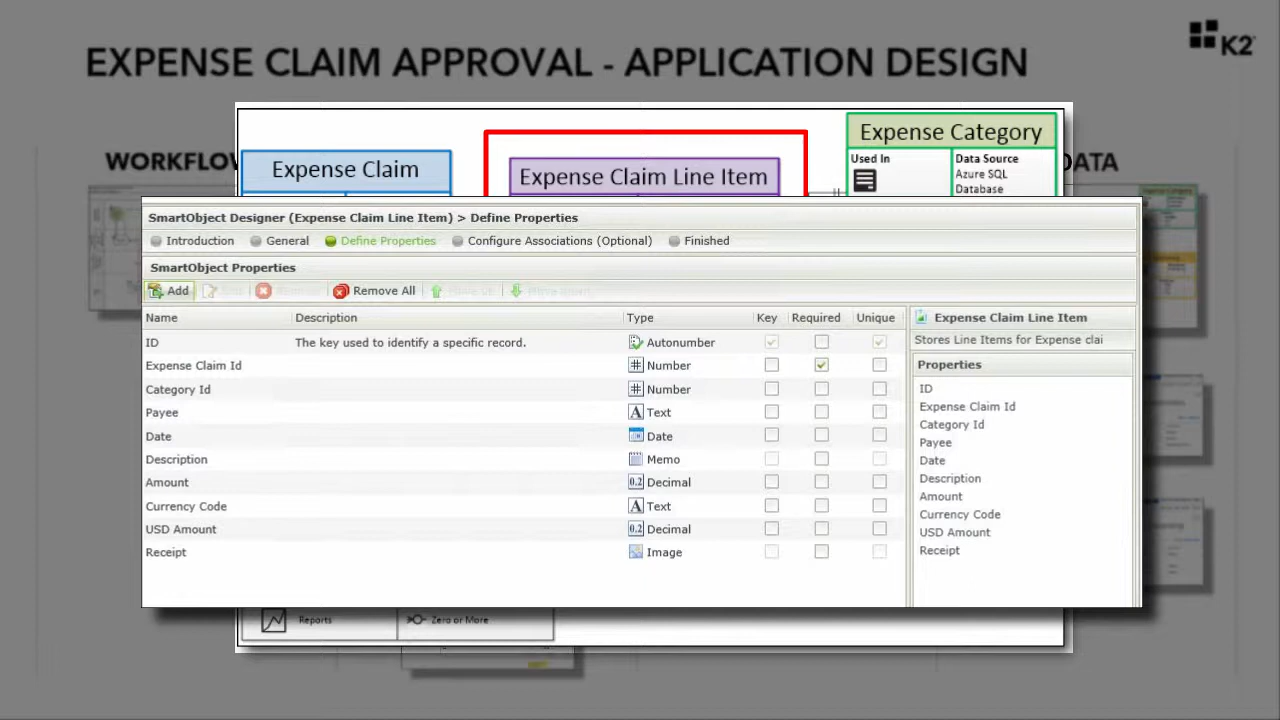 K2
EXPENSE CLAIM APPROVAL - APPLICATION DESIGN
WORKFLOW
DATA
Expense Claim
Expense Claim Line Item
Expense Category
Used In
Data Source
Azure SQL
Database
SmartObject Designer (Expense Claim Line Item) > Define Properties
Introduction General Define Properties Configure Associations (Optional) Finished
SmartObject Properties
Add Remove All
Name Description Type Key Required Unique
ID The key used to identify a specific record. Autonumber
Expense Claim Id Number
Category Id Number
Payee Text
Date Date
Description Memo
Amount Decimal
Currency Code Text
USD Amount Decimal
Receipt Image
Expense Claim Line Item
Stores Line Items for Expense clai
Properties
ID
Expense Claim Id
Category Id
Payee
Date
Description
Amount
Currency Code
USD Amount
Receipt
Reports
Zero or More